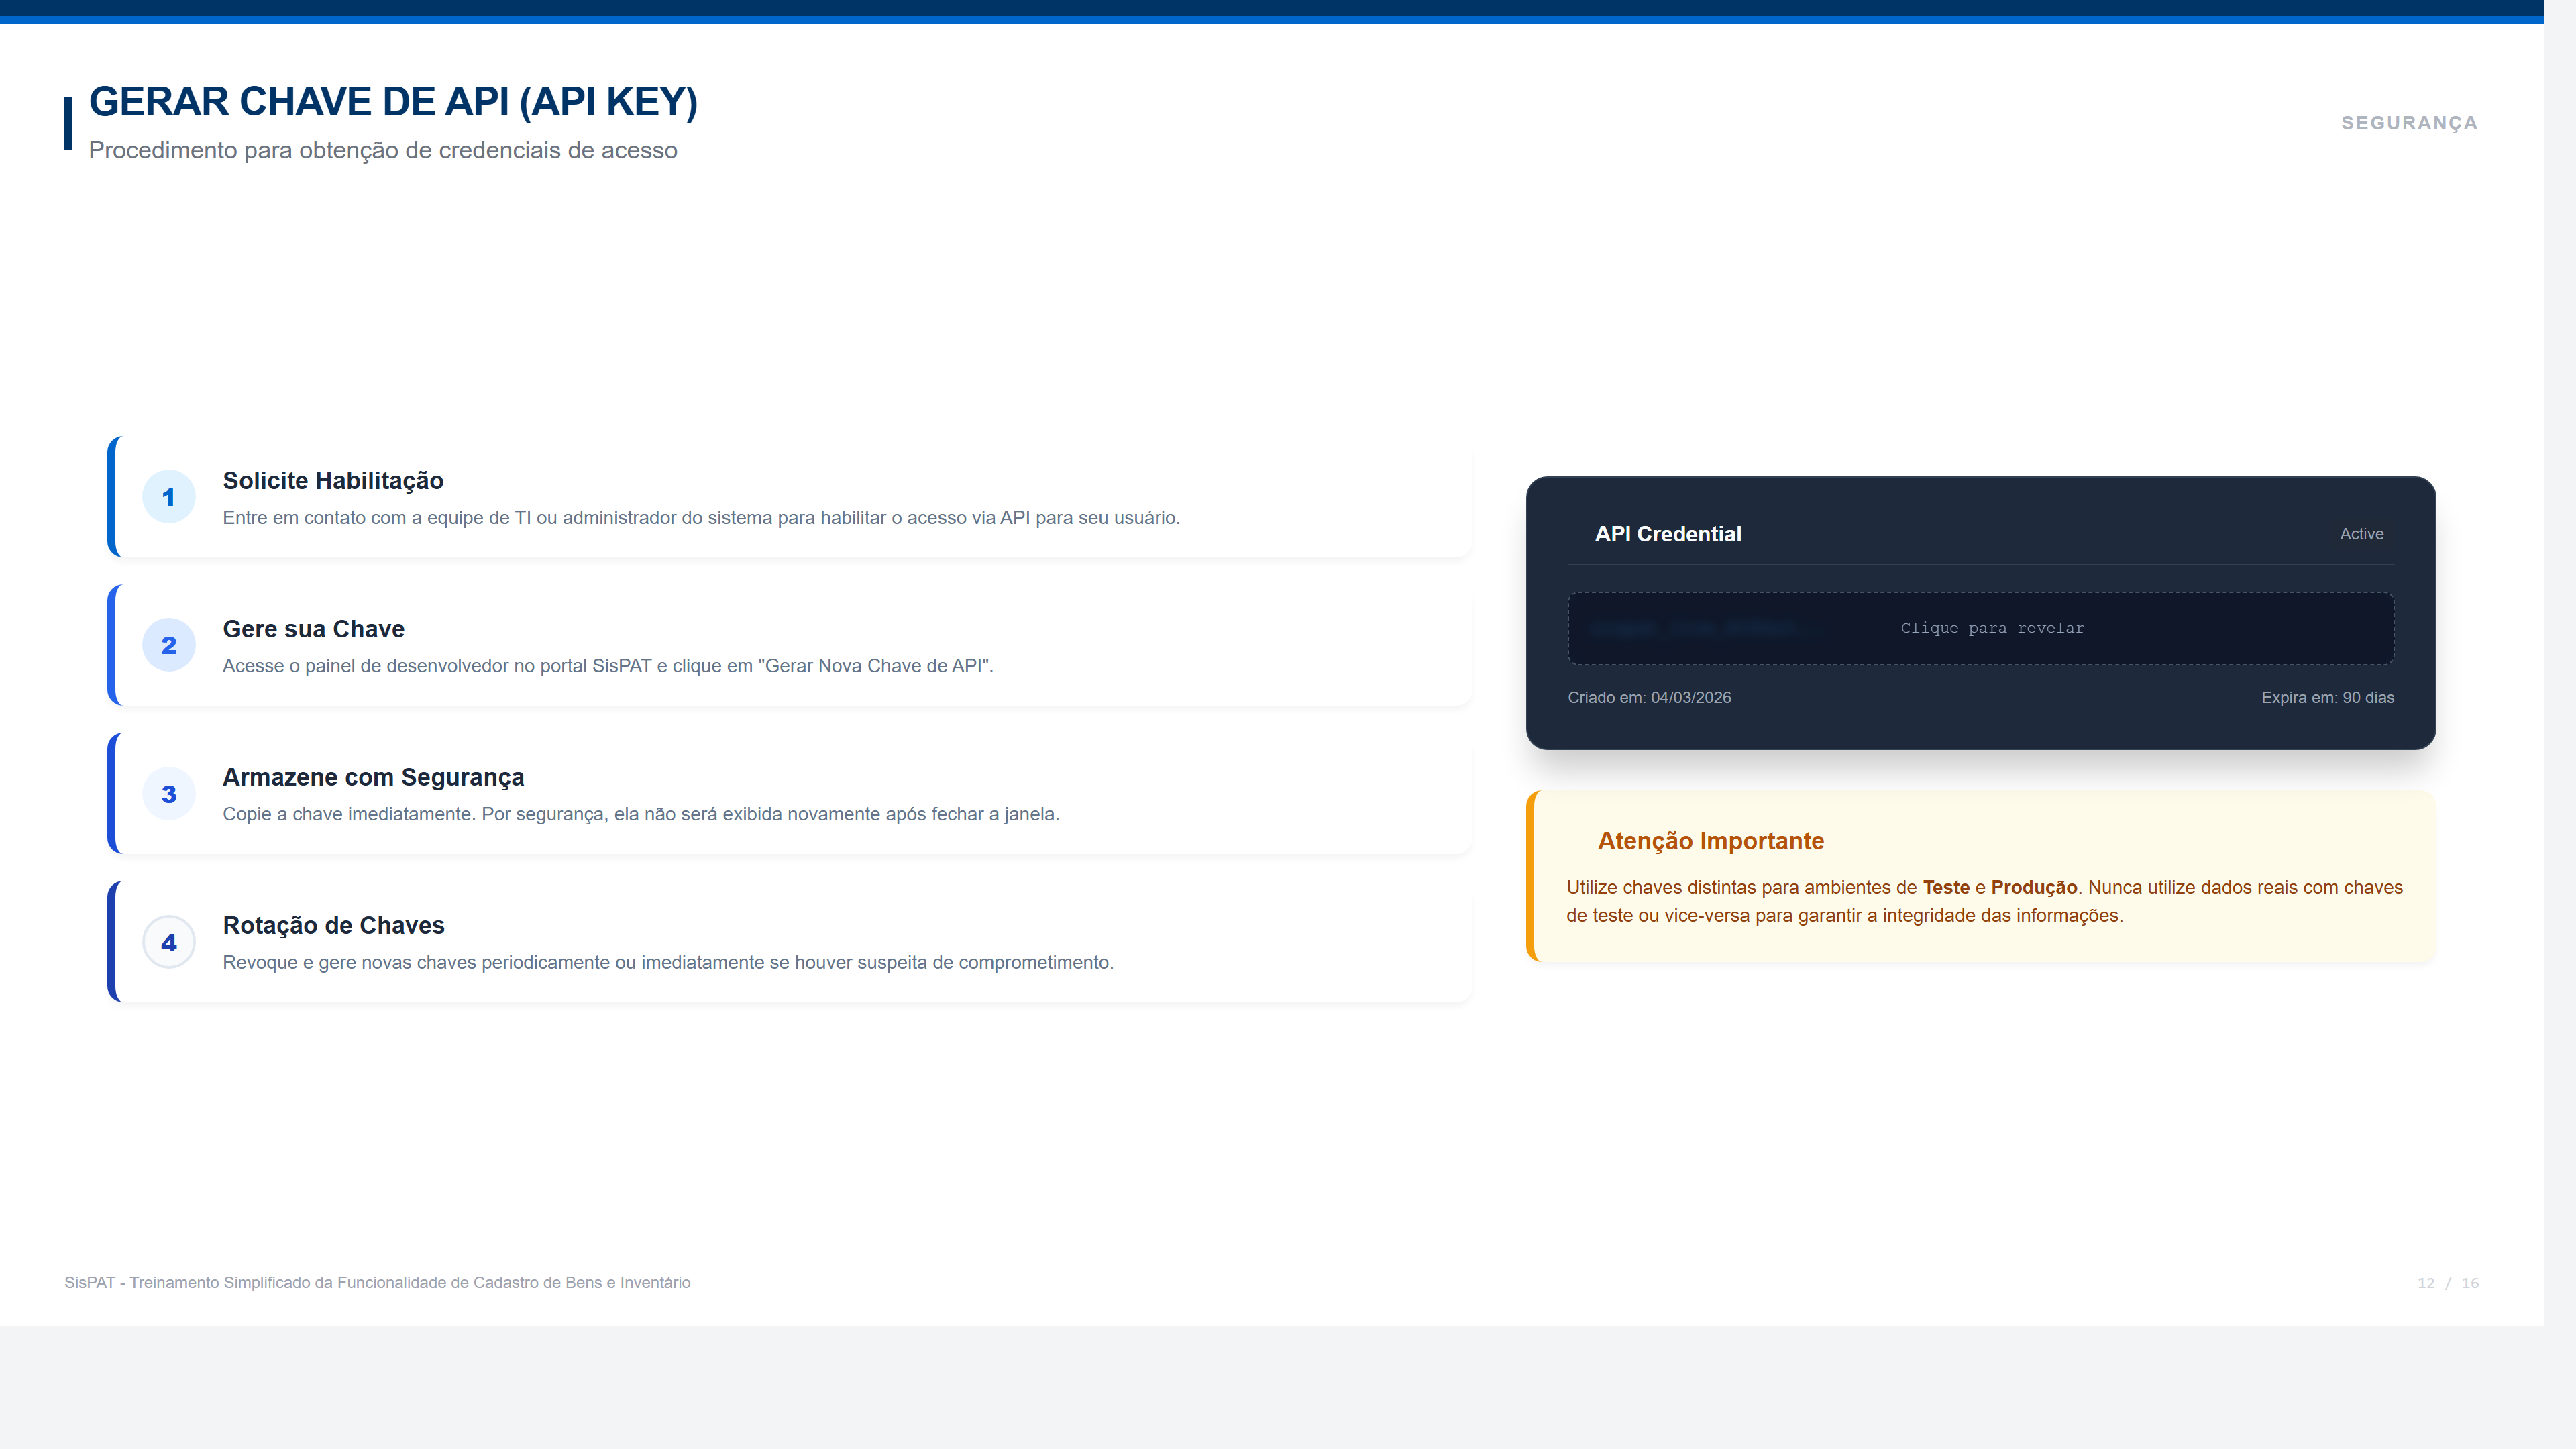 GERAR CHAVE DE API (API KEY)
Procedimento para obtenção de credenciais de acesso
SEGURANÇA
1
Solicite Habilitação
Entre em contato com a equipe de TI ou administrador do sistema para habilitar o acesso via API para seu usuário.
2
Gere sua Chave
Acesse o painel de desenvolvedor no portal SisPAT e clique em "Gerar Nova Chave de API".
3
Armazene com Segurança
Copie a chave imediatamente. Por segurança, ela não será exibida novamente após fechar a janela.
4
Rotação de Chaves
Revoque e gere novas chaves periodicamente ou imediatamente se houver suspeita de comprometimento.
API Credential
Active
Clique para revelar
Criado em: 04/03/2026
Expira em: 90 dias
Atenção Importante
Utilize chaves distintas para ambientes de Teste e Produção. Nunca utilize dados reais com chaves
de teste ou vice-versa para garantir a integridade das informações.
SisPAT - Treinamento Simplificado da Funcionalidade de Cadastro de Bens e Inventário
12 / 16